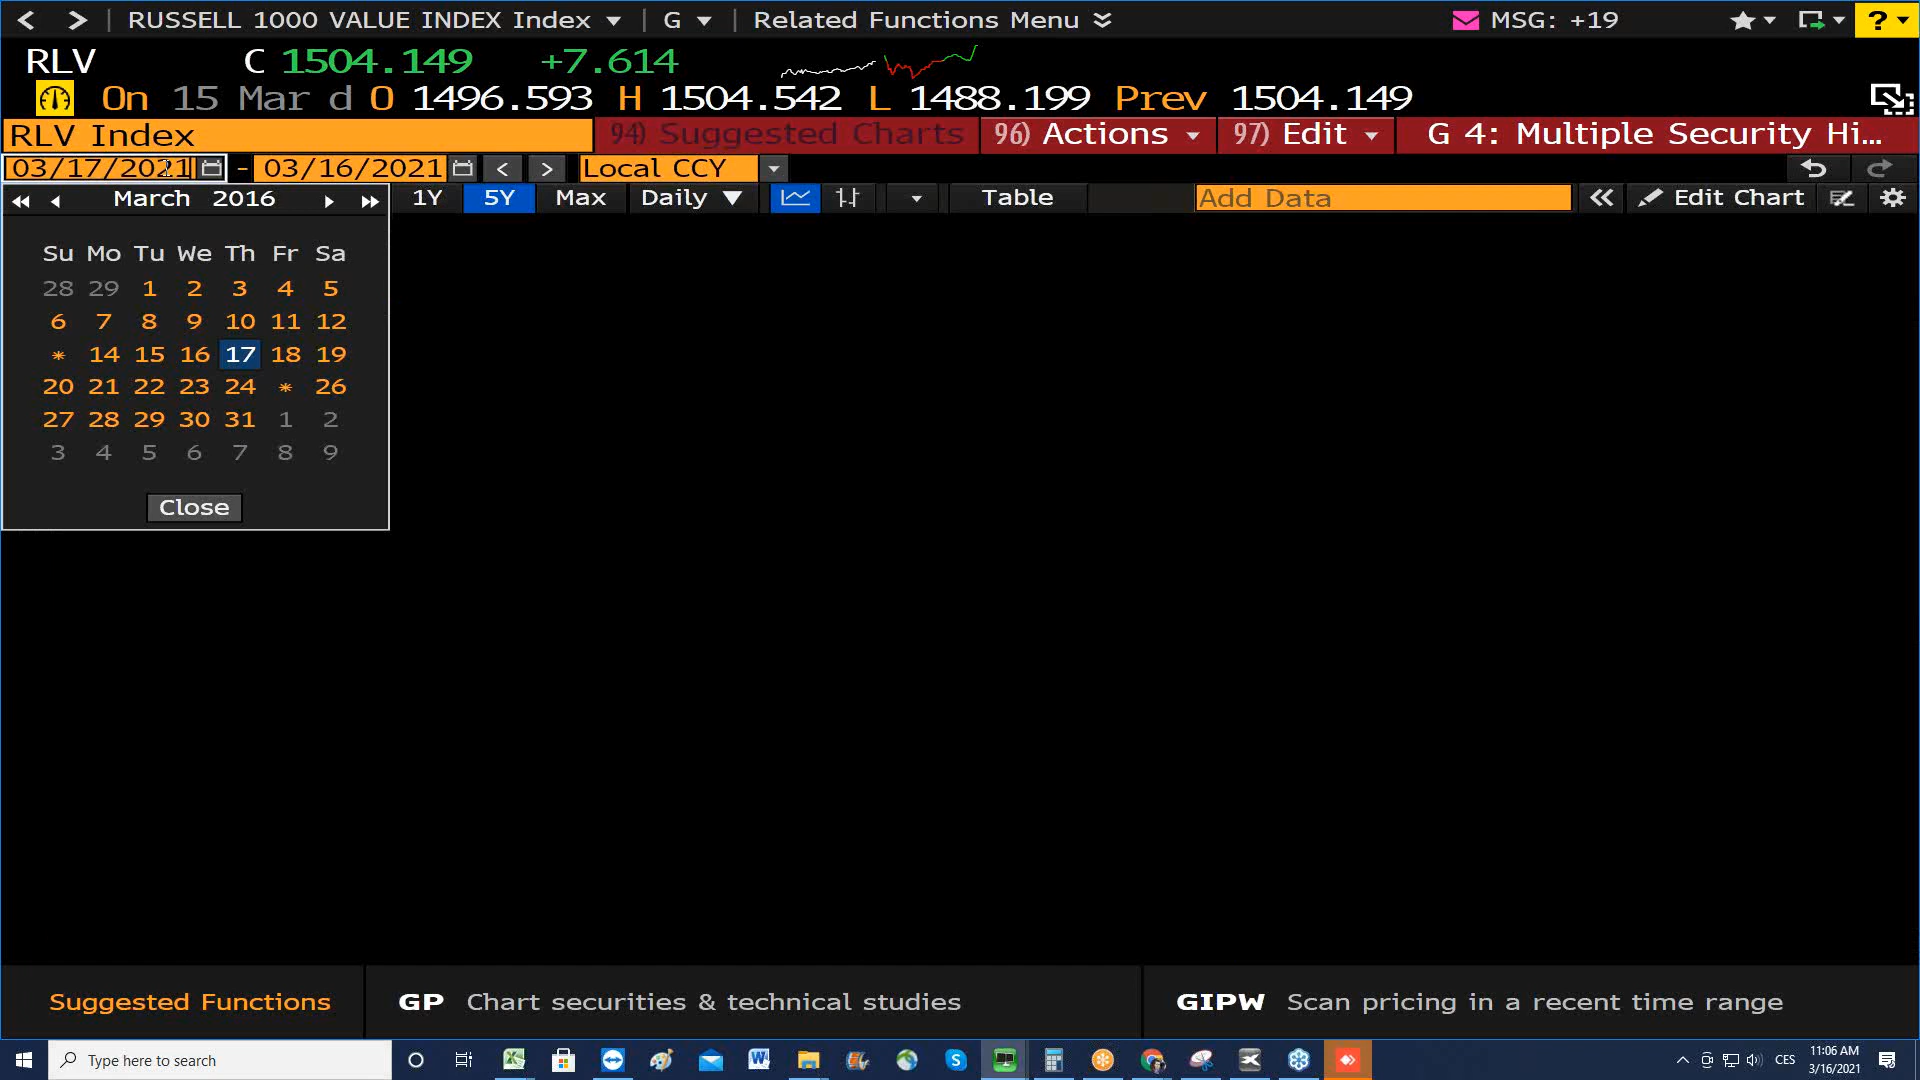 RUSSELL 1000 VALUE INDEX Index G Related Functions Menu MSG: +19 ?
RLV C 1504.149 +7.614
On 15 Mar d O 1496.593 H 1504.542 L 1488.199 Prev 1504.149
RLV Index 94) Suggested Charts 96) Actions 97) Edit G 4: Multiple Security Hi...
03/17/2021 - 03/16/2021 < > Local CCY
March 2016 1Y 5Y Max Daily Table Add Data Edit Chart
Su Mo Tu We Th Fr Sa
28 29 1 2 3 4 5
6 7 8 9 10 11 12
* 14 15 16 17 18 19
20 21 22 23 24 * 26
27 28 29 30 31 1 2
3 4 5 6 7 8 9
Close
Suggested Functions GP Chart securities & technical studies GIPW Scan pricing in a recent time range
Type here to search CES 11:06 AM
3/16/2021